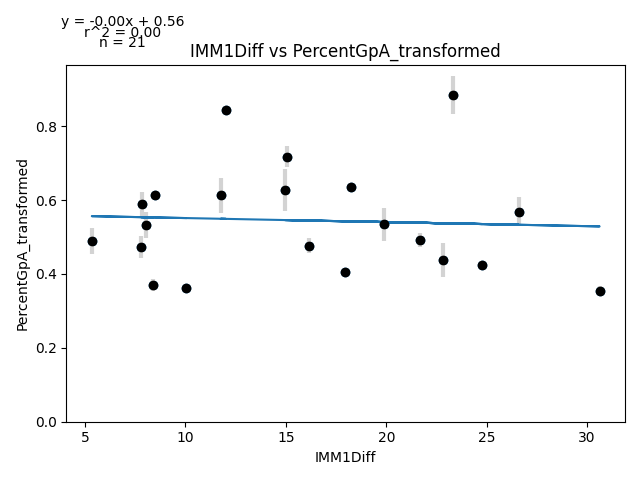 y = -0.00x + 0.56
r^2 = 0.00
n = 21
IMM1Diff vs PercentGpA_transformed
PercentGpA_transformed
0.8
0.6
0.4
0.2
0.0
5 10 15 20 25 30
IMM1Diff